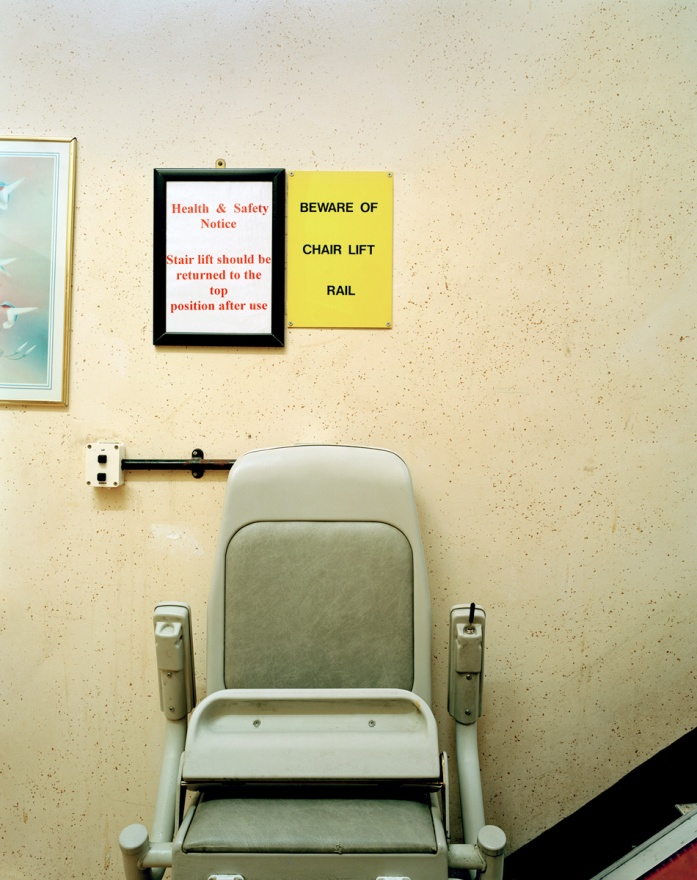 Health & Safety
Notice
Stair lift should be
returned to the
top
position after use
BEWARE OF
CHAIR LIFT
RAIL